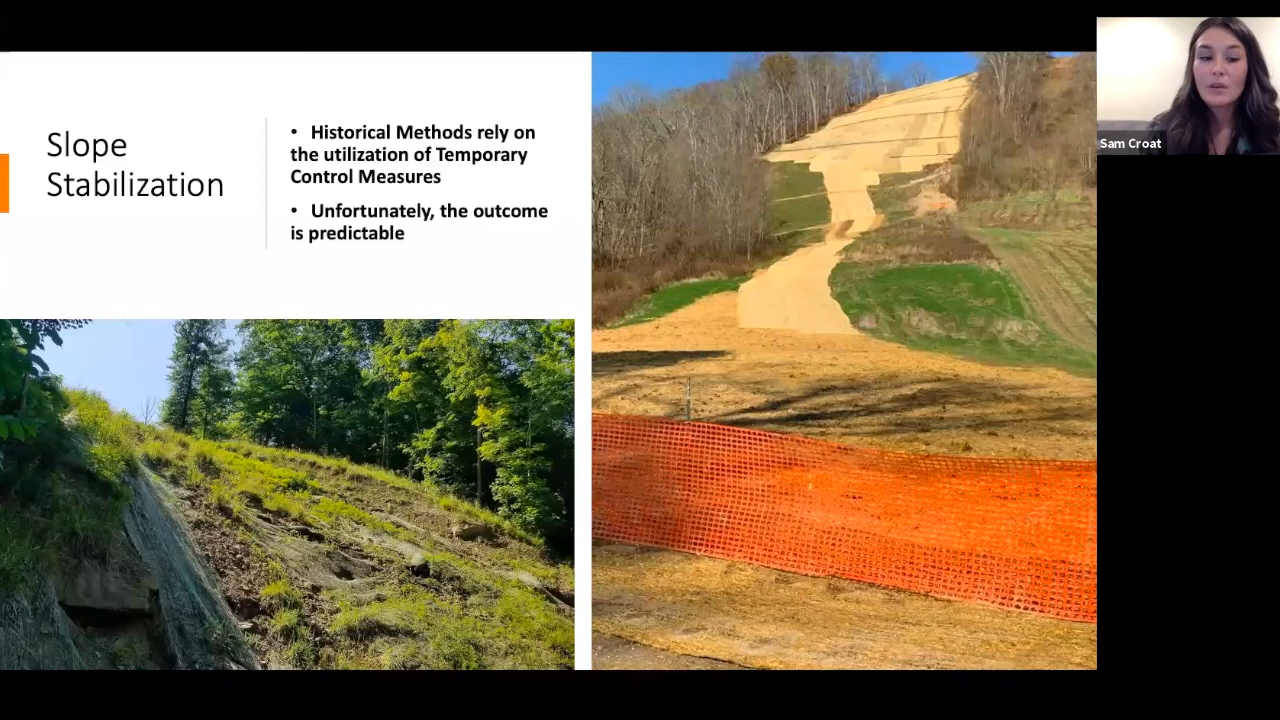 Slope
Stabilization
• Historical Methods rely on
the utilization of Temporary
Control Measures
• Unfortunately, the outcome
is predictable
Sam Croat